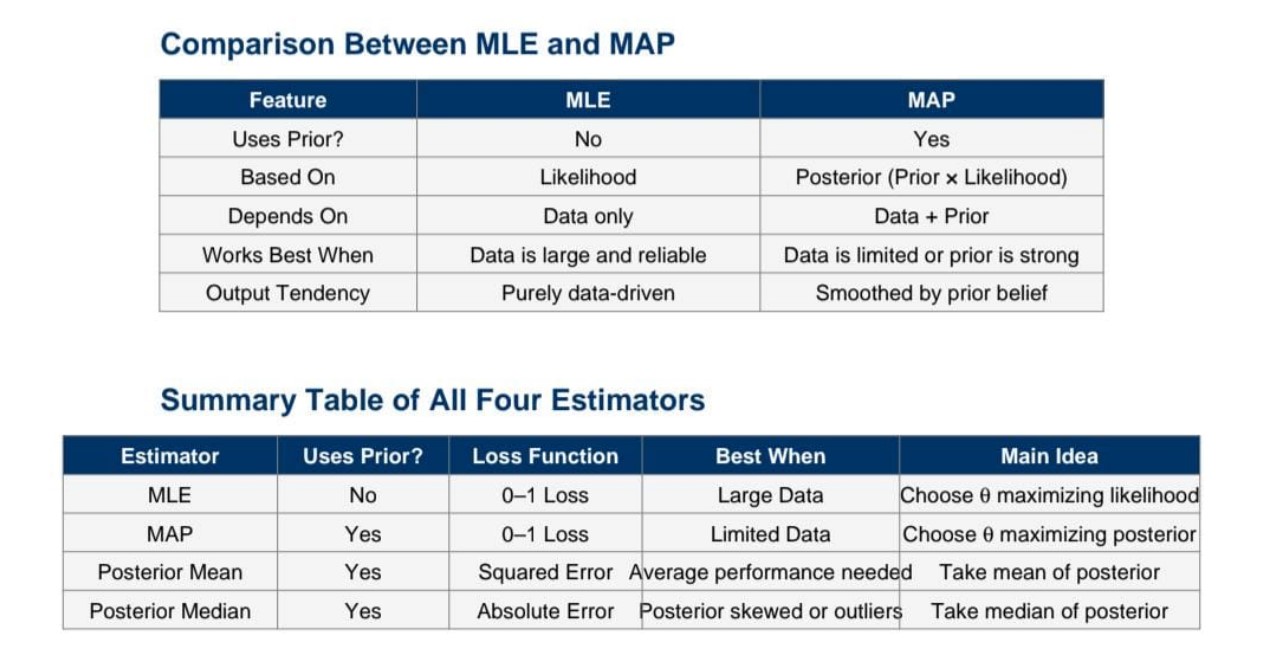 Comparison Between MLE and MAP
Feature MLE MAP
Uses Prior? No Yes
Based On Likelihood Posterior (Prior × Likelihood)
Depends On Data only Data + Prior
Works Best When Data is large and reliable Data is limited or prior is strong
Output Tendency Purely data-driven Smoothed by prior belief
Summary Table of All Four Estimators
Estimator Uses Prior? Loss Function Best When Main Idea
MLE No 0–1 Loss Large Data Choose θ maximizing likelihood
MAP Yes 0–1 Loss Limited Data Choose θ maximizing posterior
Posterior Mean Yes Squared Error Average performance needed Take mean of posterior
Posterior Median Yes Absolute Error Posterior skewed or outliers Take median of posterior